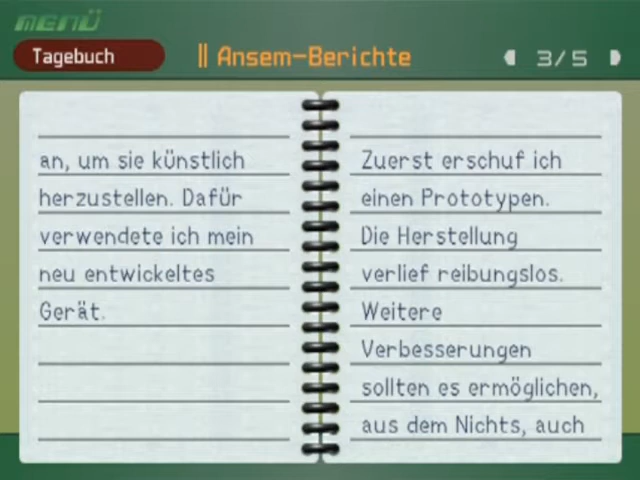 MENÜ
Tagebuch
Ansem-Berichte
3/5
an, um sie künstlich
herzustellen. Dafür
verwendete ich mein
neu entwickeltes
Gerät.
Zuerst erschuf ich
einen Prototypen.
Die Herstellung
verlief reibungslos.
Weitere
Verbesserungen
sollten es ermöglichen,
aus dem Nichts, auch